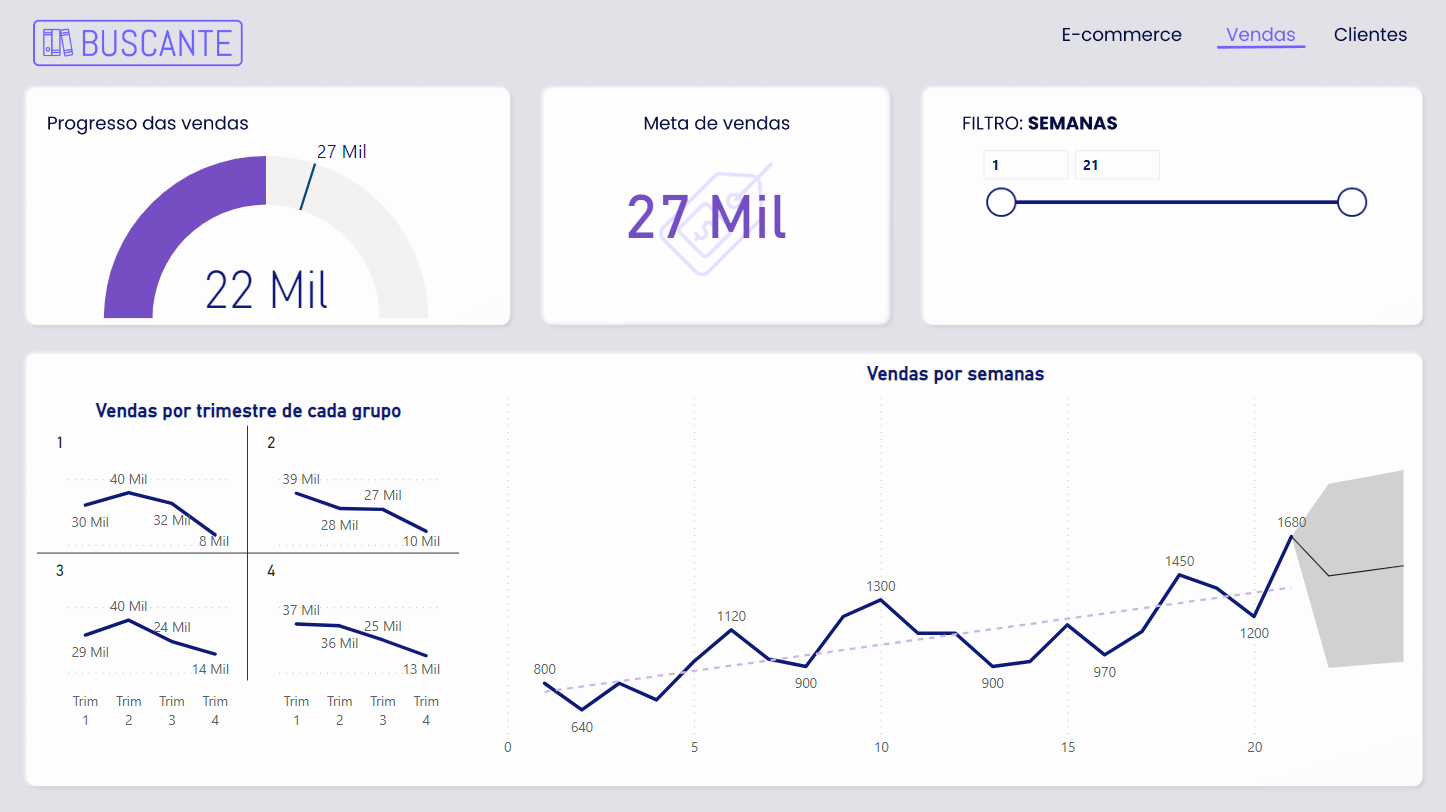 BUSCANTE
E-commerce
Vendas
Clientes
Progresso das vendas
27 Mil
22 Mil
Meta de vendas
27 Mil
FILTRO: SEMANAS
1
21
Vendas por trimestre de cada grupo
1
40 Mil
30 Mil
32 Mil
8 Mil
2
39 Mil
27 Mil
28 Mil
10 Mil
3
40 Mil
24 Mil
29 Mil
14 Mil
4
37 Mil
25 Mil
36 Mil
13 Mil
Trim 1
Trim 2
Trim 3
Trim 4
Trim 1
Trim 2
Trim 3
Trim 4
Vendas por semanas
800
640
1120
900
1300
900
970
1450
1200
1680
0
5
10
15
20